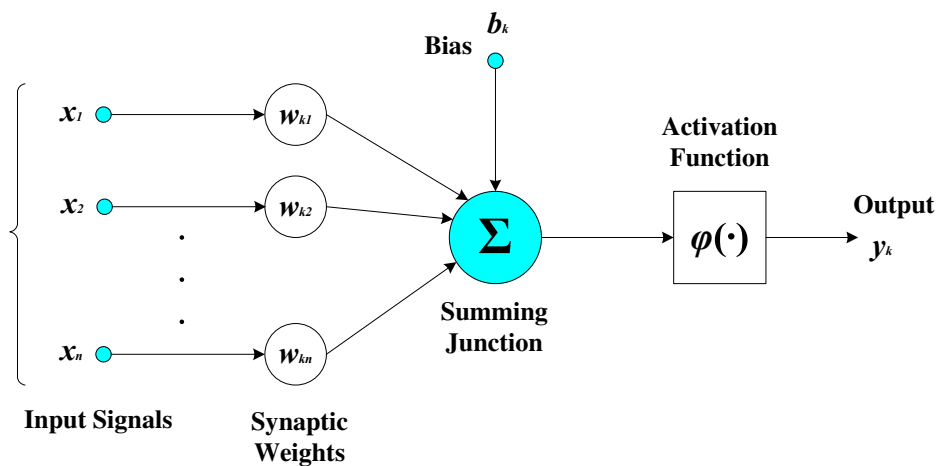 b_k
Bias
x_1
w_k1
Activation
Function
x_2
w_k2
Σ
φ(·)
Output
y_k
Summing
Junction
x_n
w_kn
Input Signals
Synaptic
Weights